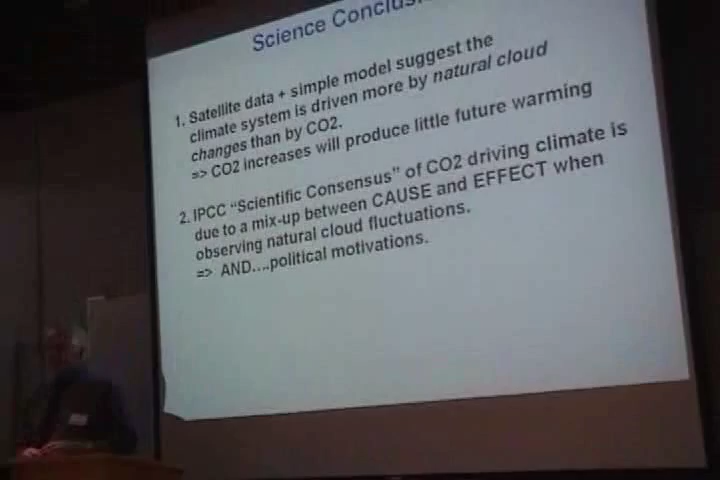 Science Conclusi
1. Satellite data + simple model suggest the
climate system is driven more by natural cloud
changes than by CO2.
=> CO2 increases will produce little future warming
2. IPCC “Scientific Consensus” of CO2 driving climate is
due to a mix-up between CAUSE and EFFECT when
observing natural cloud fluctuations.
=> AND....political motivations.